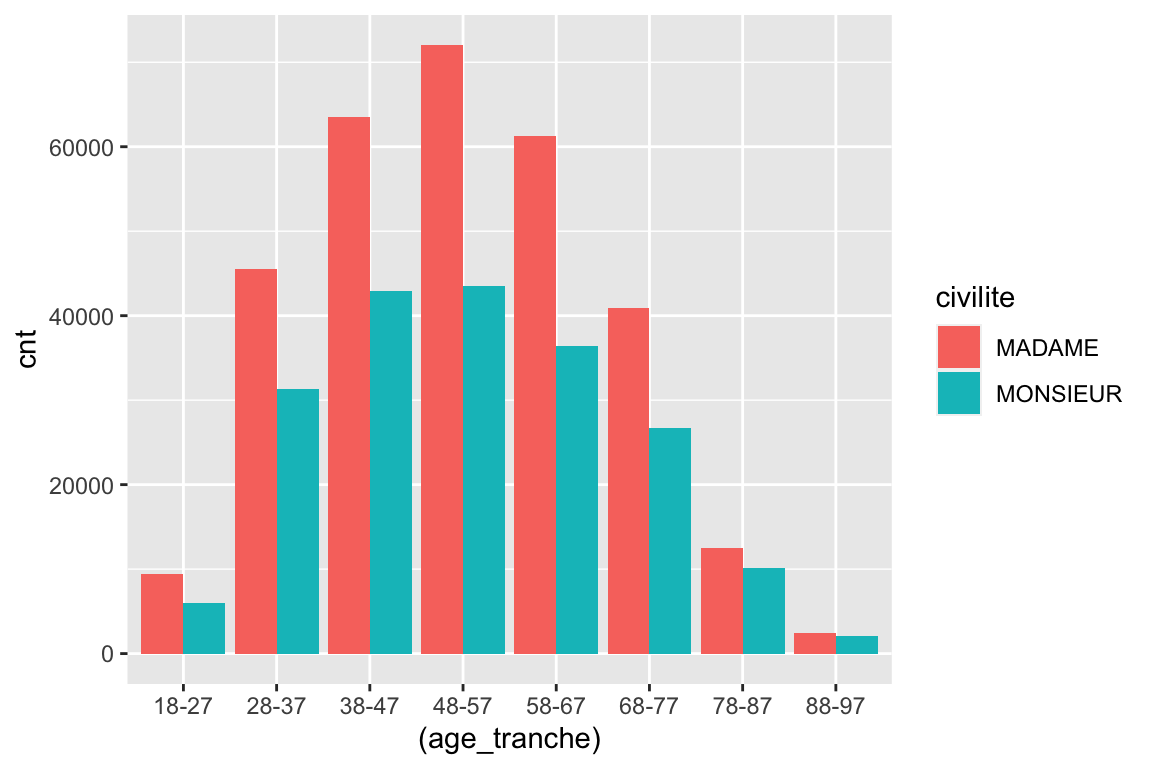 60000
40000
20000
0
cnt
18-27 28-37 38-47 48-57 58-67 68-77 78-87 88-97
(age_tranche)
civilite
MADAME
MONSIEUR